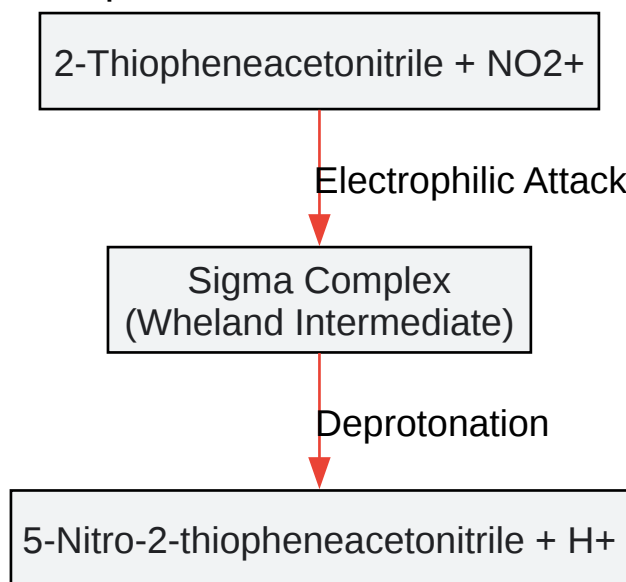 2-Thiopheneacetonitrile + NO2+
Electrophilic Attack
Sigma Complex
(Wheland Intermediate)
Deprotonation
5-Nitro-2-thiopheneacetonitrile + H+